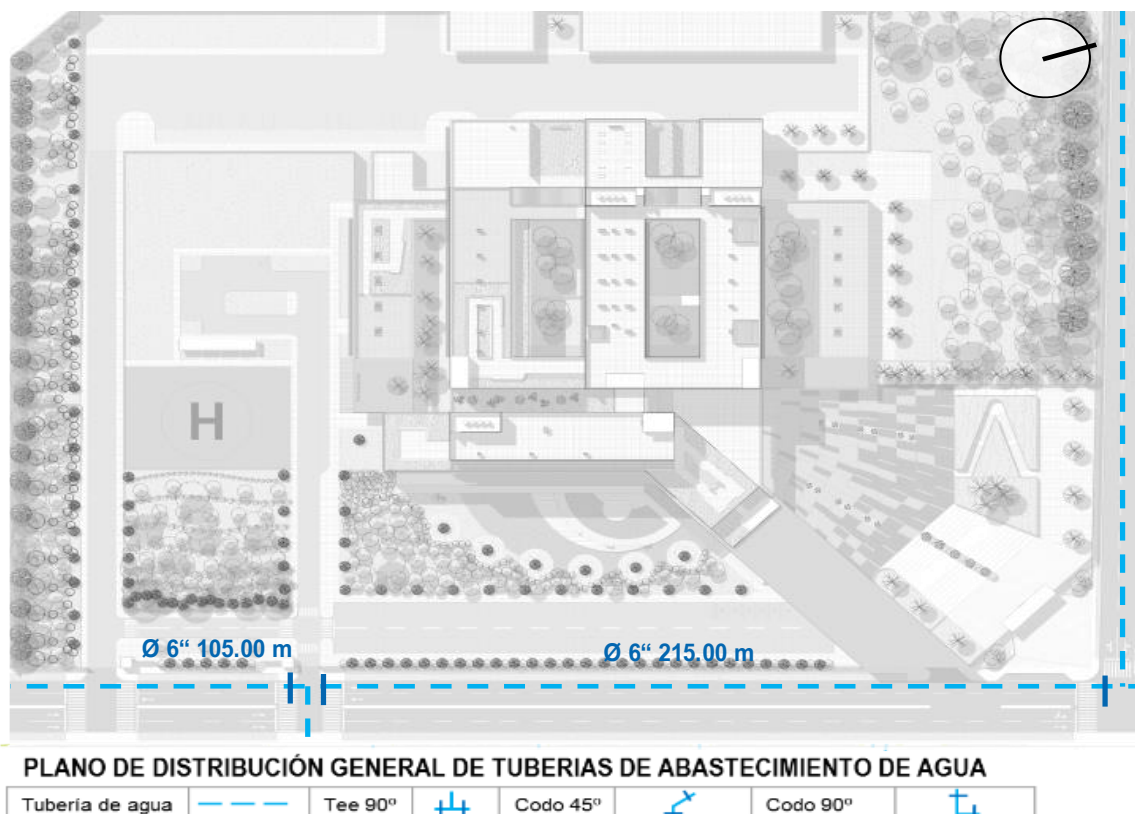 H
Ø 6“ 105.00 m
Ø 6“ 215.00 m
PLANO DE DISTRIBUCIÓN GENERAL DE TUBERIAS DE ABASTECIMIENTO DE AGUA
Tubería de agua Tee 90º Codo 45º Codo 90º